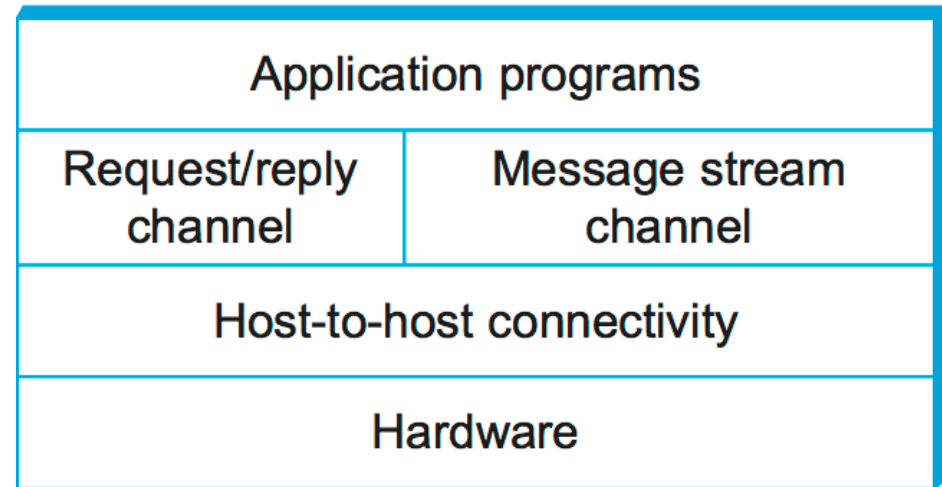 Application programs
Request/reply
channel
Message stream
channel
Host-to-host connectivity
Hardware